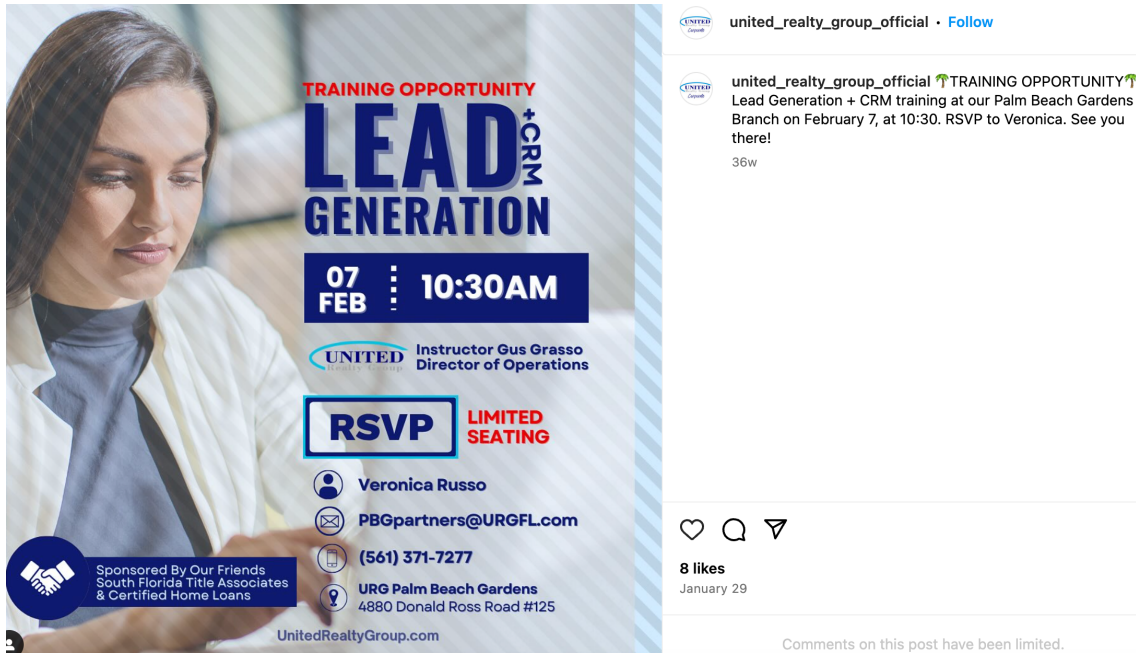 TRAINING OPPORTUNITY
LEAD
+CRM
GENERATION
07
FEB
10:30AM
UNITED
Realty Group
Instructor Gus Grasso
Director of Operations
RSVP
LIMITED
SEATING
Veronica Russo
PBGpartners@URGFL.com
(561) 371-7277
URG Palm Beach Gardens
4880 Donald Ross Road #125
Sponsored By Our Friends
South Florida Title Associates
& Certified Home Loans
UnitedRealtyGroup.com
UNITED
Corporate
united_realty_group_official • Follow
UNITED
Corporate
united_realty_group_official 🌴TRAINING OPPORTUNITY🌴
Lead Generation + CRM training at our Palm Beach Gardens
Branch on February 7, at 10:30. RSVP to Veronica. See you
there!
36w
8 likes
January 29
Comments on this post have been limited.